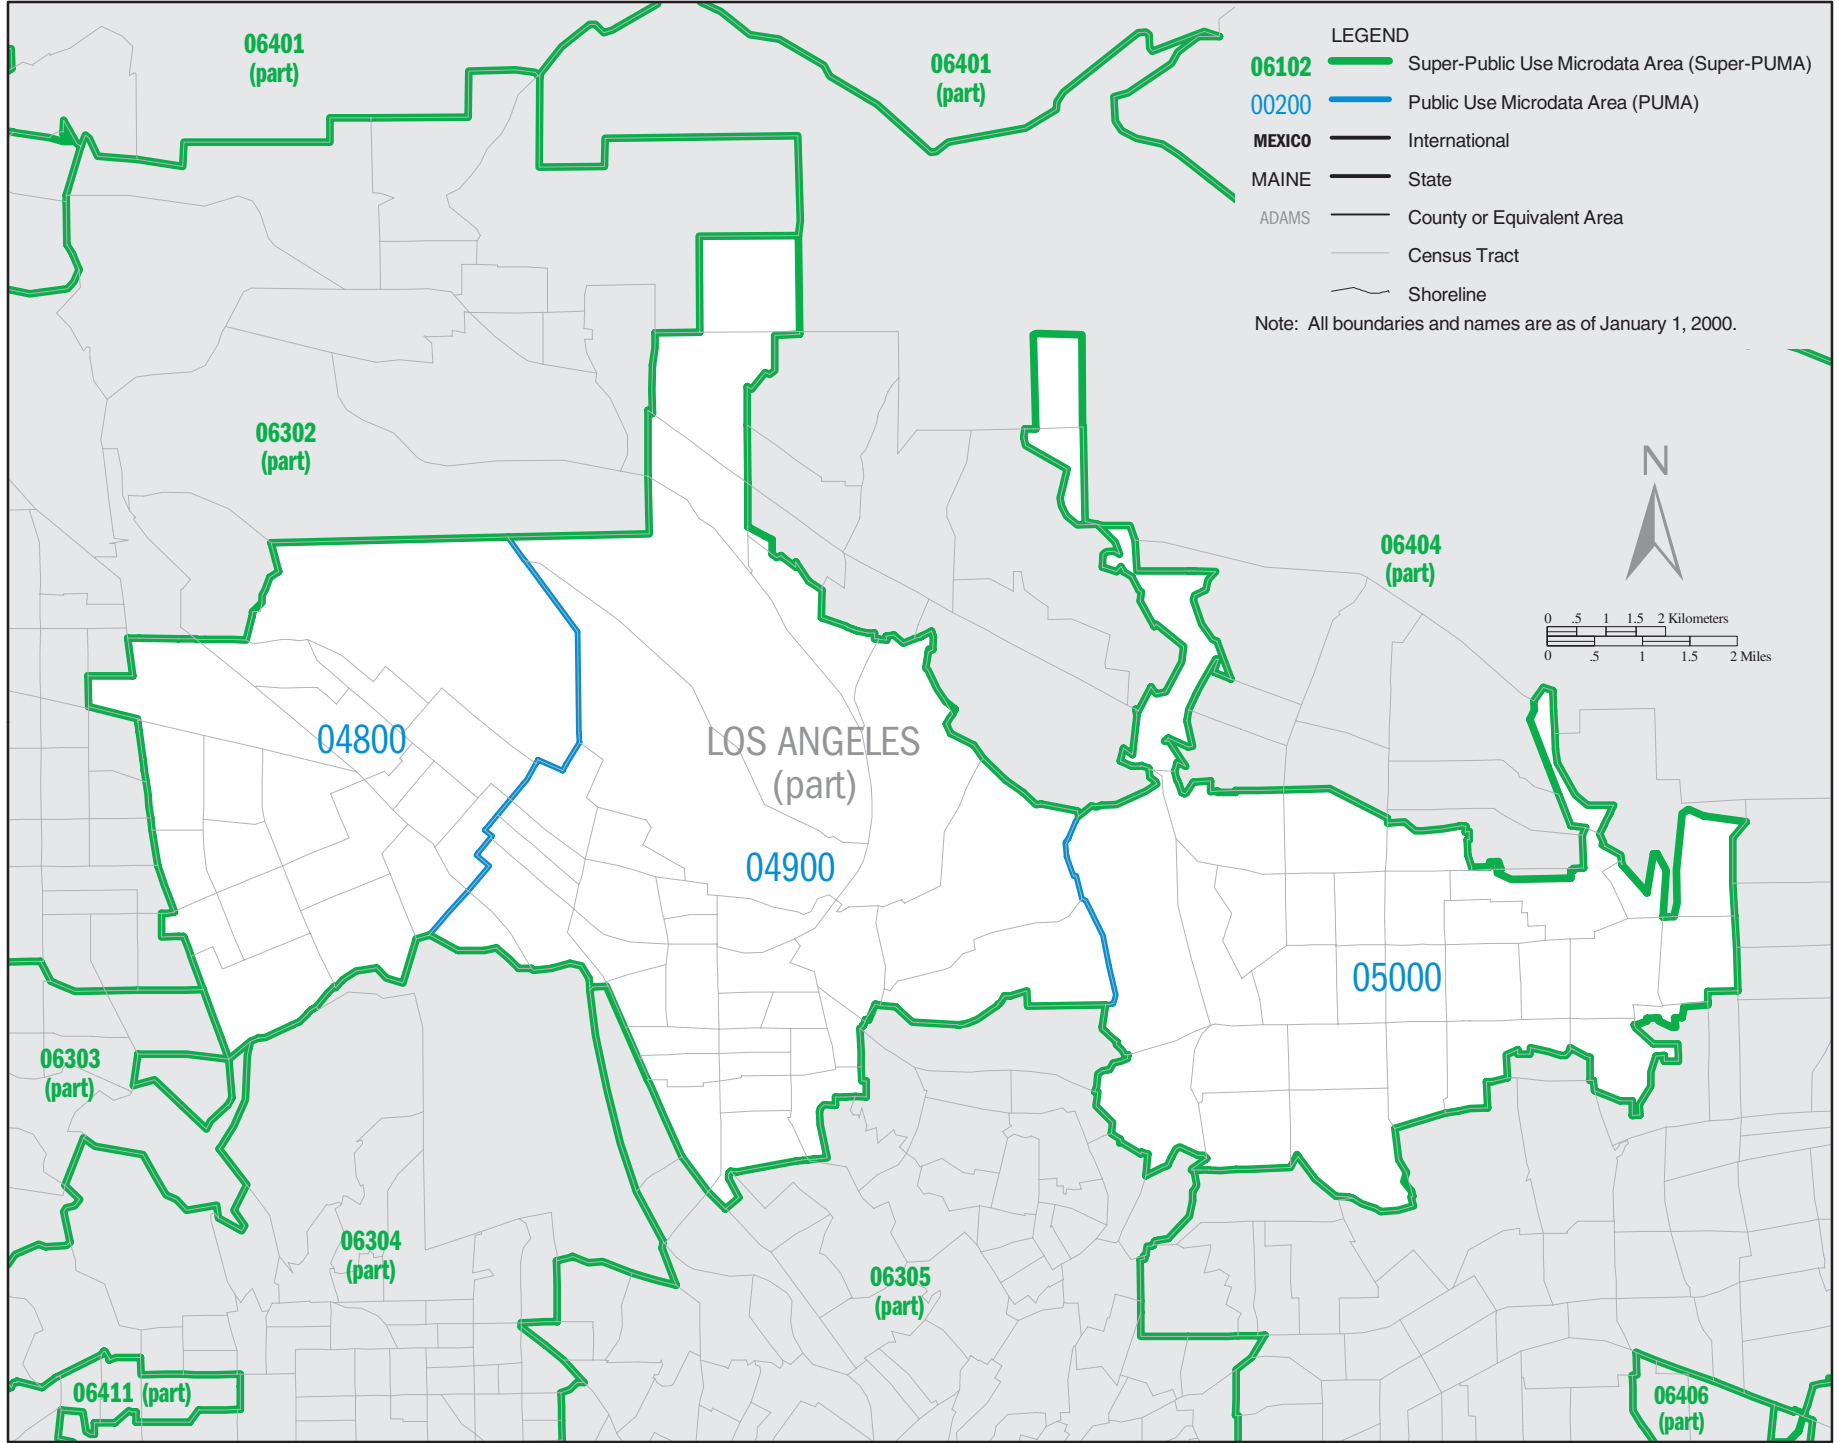 06401
(part)
06401
(part)
LEGEND
06102 Super-Public Use Microdata Area (Super-PUMA)
00200 Public Use Microdata Area (PUMA)
MEXICO International
MAINE State
ADAMS County or Equivalent Area
Census Tract
Shoreline
Note: All boundaries and names are as of January 1, 2000.
06302
(part)
N
06404
(part)
0 .5 1 1.5 2 Kilometers
0 .5 1 1.5 2 Miles
04800
LOS ANGELES
(part)
04900
05000
06303
(part)
06304
(part)
06305
(part)
06411 (part)
06406
(part)